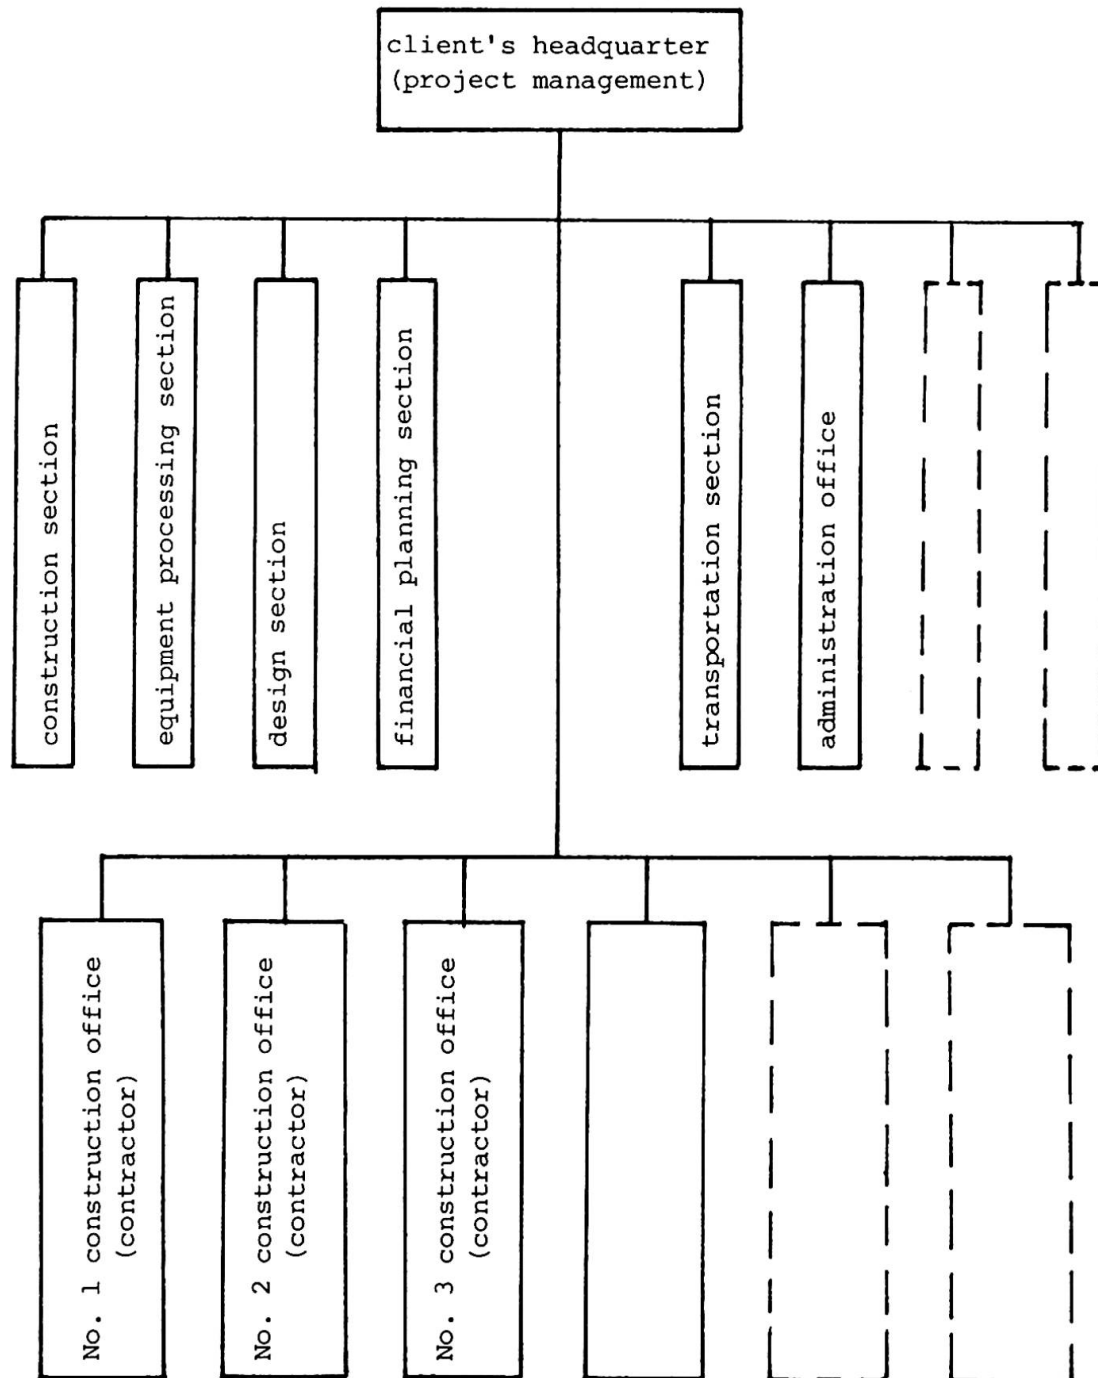 client's headquarter
(project management)
construction section
equipment processing section
design section
financial planning section
transportation section
administration office
No. 1 construction office
(contractor)
No. 2 construction office
(contractor)
No. 3 construction office
(contractor)